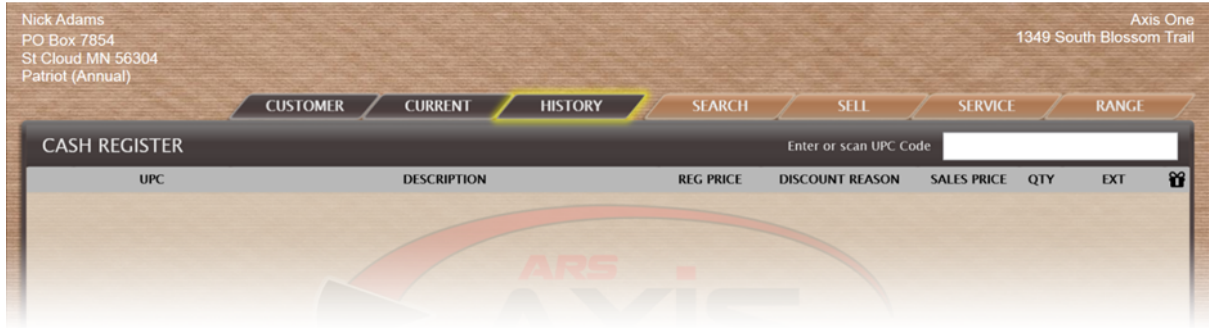 Nick Adams
PO Box 7854
St Cloud MN 56304
Patriot (Annual)
Axis One
1349 South Blossom Trail
CUSTOMER CURRENT HISTORY SEARCH SELL SERVICE RANGE
CASH REGISTER Enter or scan UPC Code
UPC DESCRIPTION REG PRICE DISCOUNT REASON SALES PRICE QTY EXT
ARS
AXIS